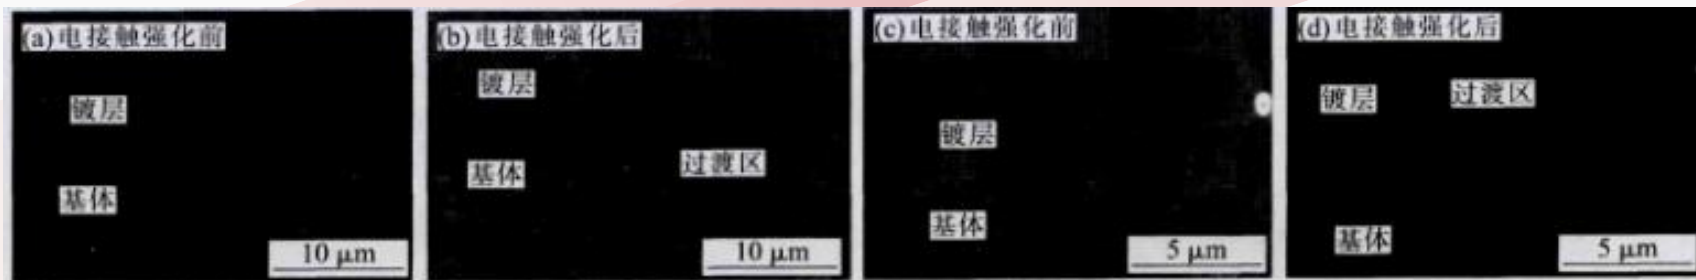 (a)电接触强化前
镀层
基体
10 μm
(b)电接触强化后
镀层
基体
过渡区
10 μm
(c)电接触强化前
镀层
基体
5 μm
(d)电接触强化后
镀层
过渡区
基体
5 μm